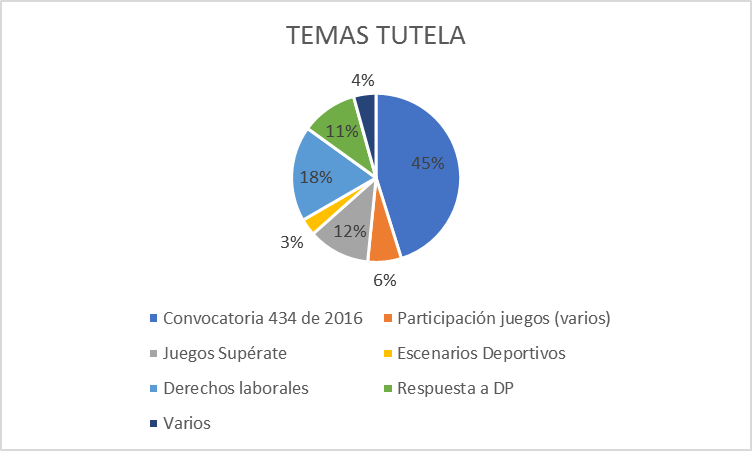 TEMAS TUTELA
4%
45%
11%
18%
12%
3%
6%
Convocatoria 434 de 2016
Participación juegos (varios)
Juegos Supérate
Escenarios Deportivos
Derechos laborales
Respuesta a DP
Varios